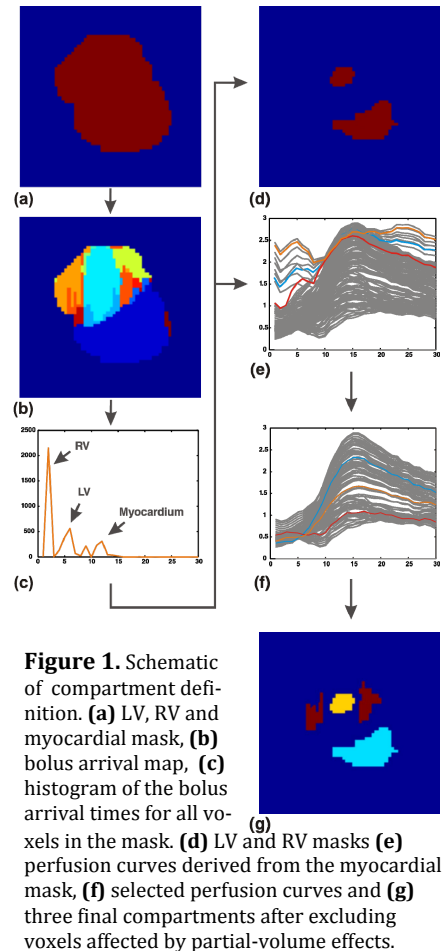 (a)
(d)
(b)
3
2.5
2
1.5
1
0.5
0
0 5 10 15 20 25 30
(e)
2500
2000
1500
1000
500
0
0 5 10 15 20 25 30
RV
LV
Myocardium
(c)
3
2.5
2
1.5
1
0.5
0
0 5 10 15 20 25 30
(f)
(g)
Figure 1. Schematic
of compartment defi-
nition. (a) LV, RV and
myocardial mask, (b)
bolus arrival map, (c)
histogram of the bolus
arrival times for all vo-
xels in the mask. (d) LV and RV masks (e)
perfusion curves derived from the myocardial
mask, (f) selected perfusion curves and (g)
three final compartments after excluding
voxels affected by partial-volume effects.